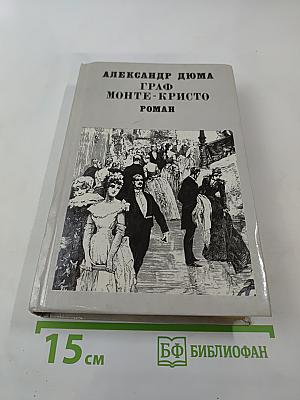 АЛЕКСАНДР ДЮМА
ГРАФ
МОНТЕ-КРИСТО
РОМАН
15 см
БФ БИБЛИОФАН